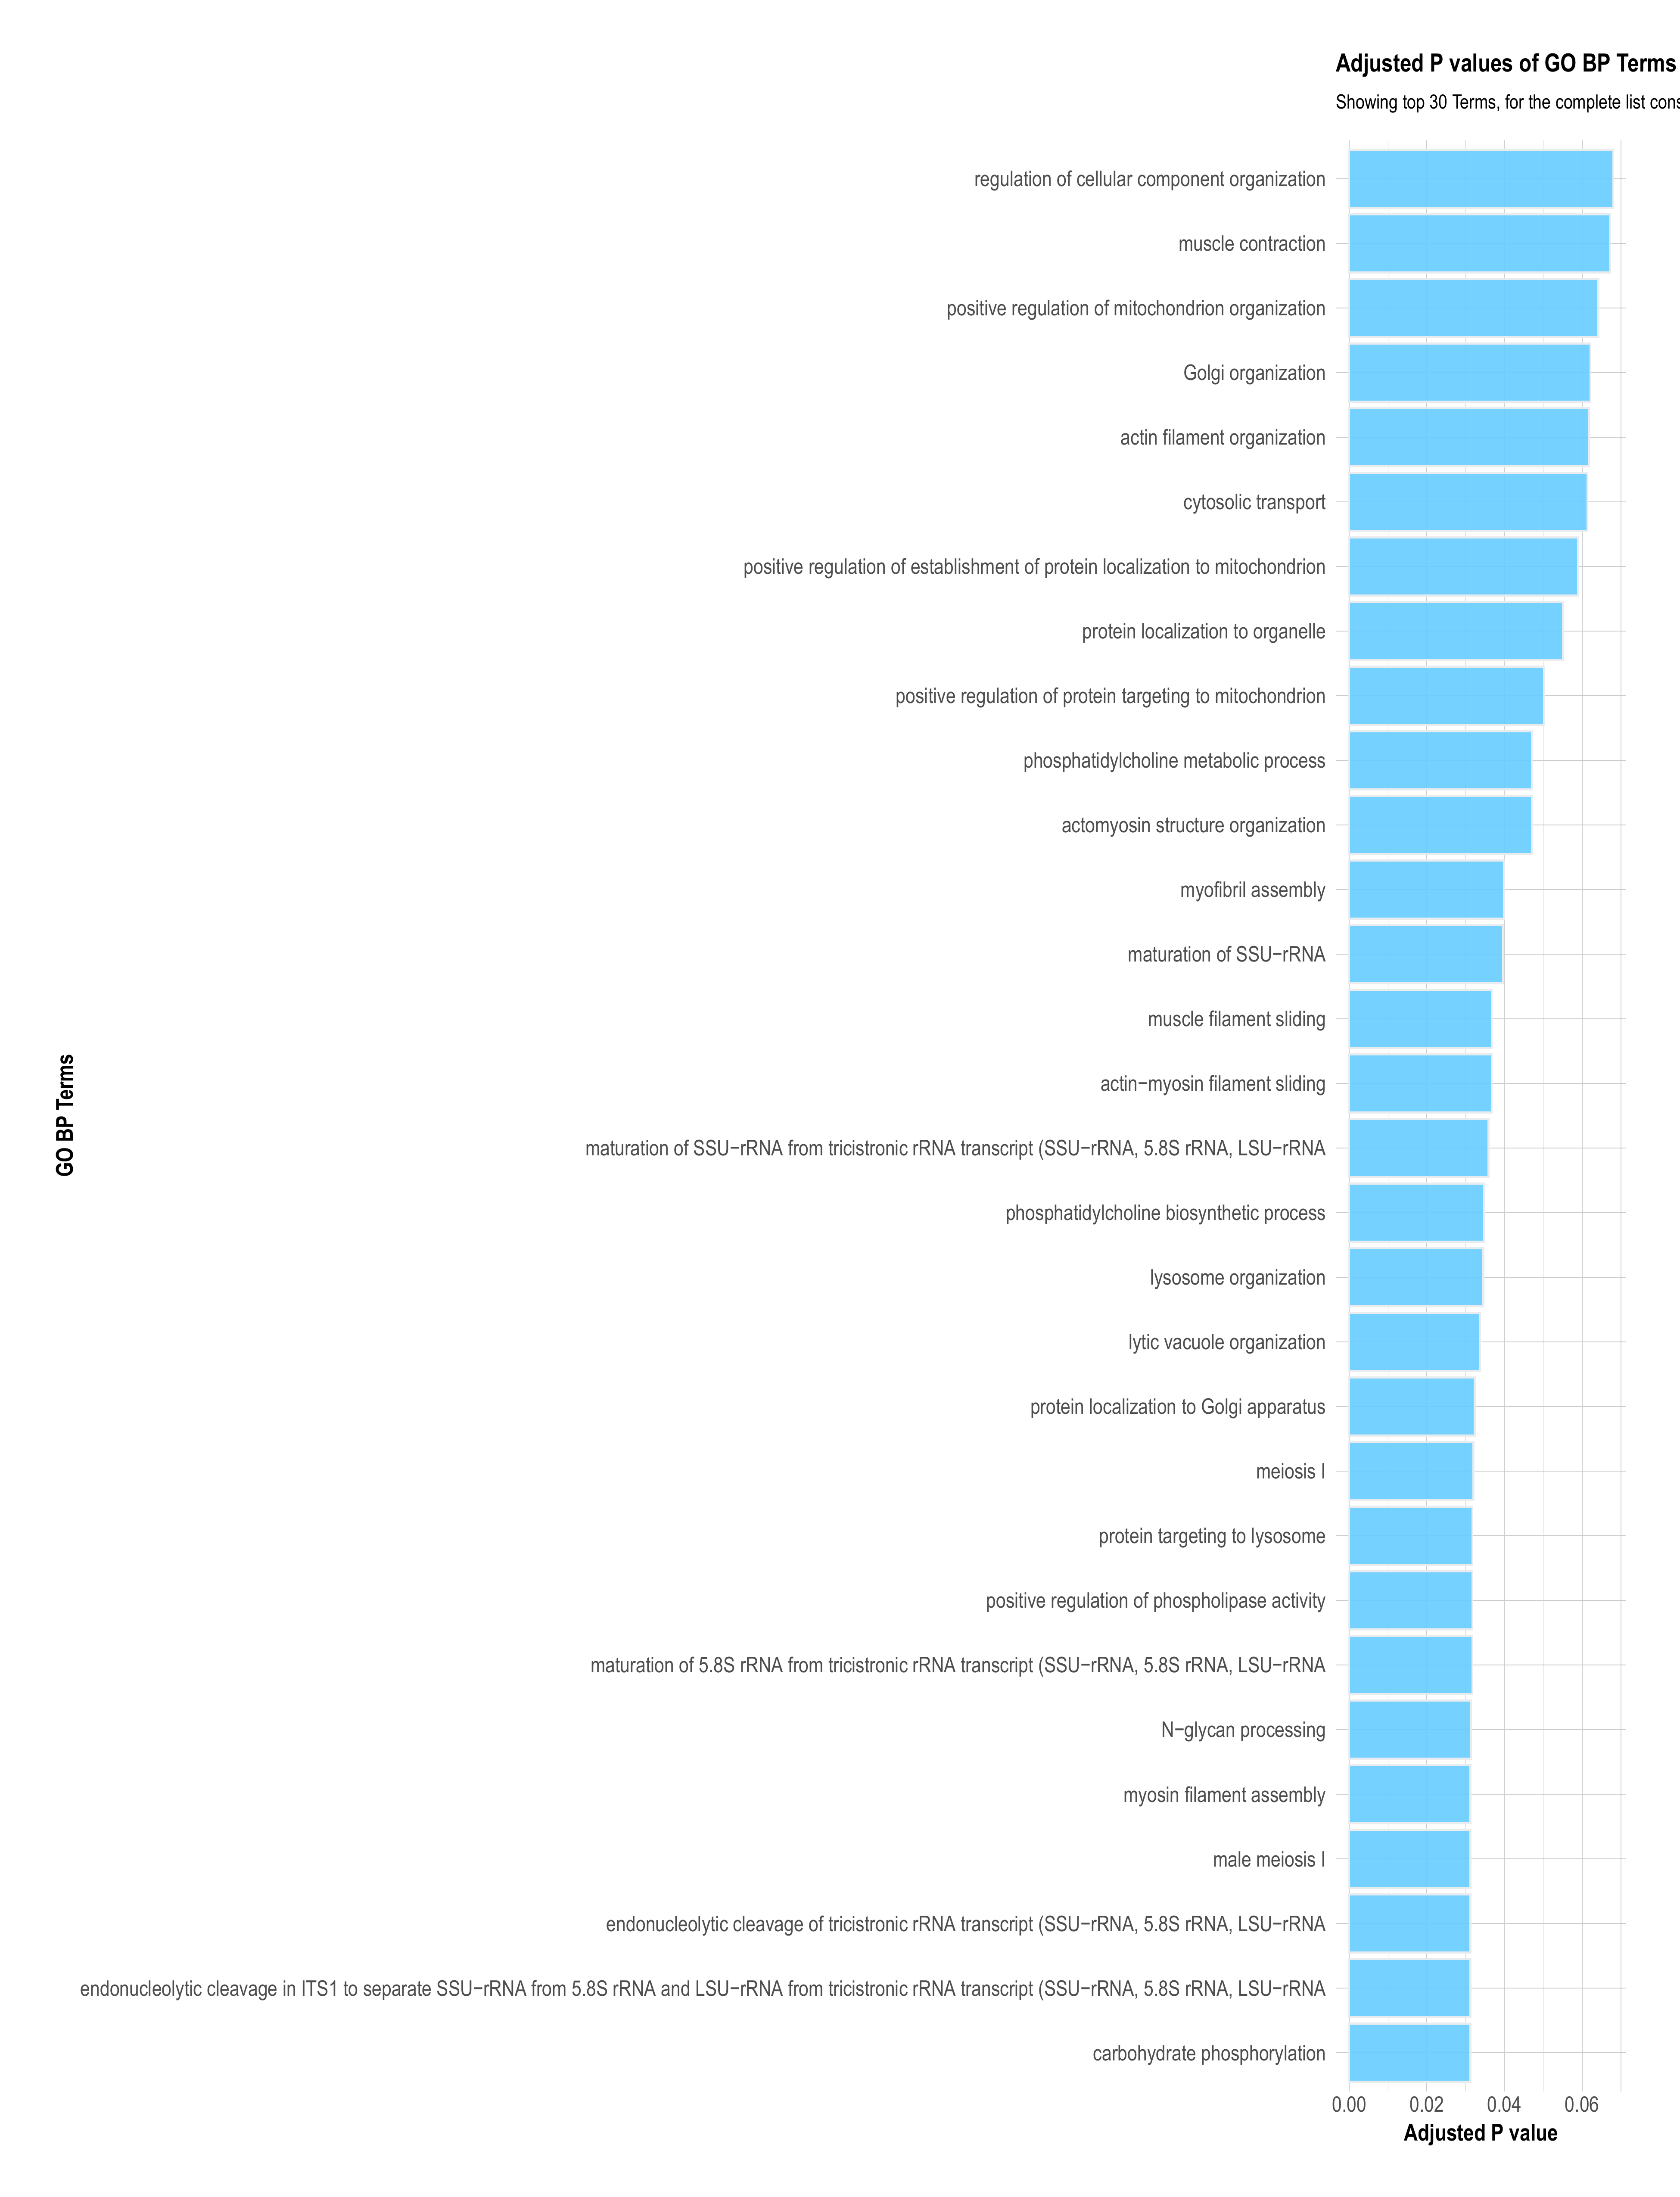 Adjusted P values of GO BP Terms
Showing top 30 Terms, for the complete list
regulation of cellular component organization
muscle contraction
positive regulation of mitochondrion organization
Golgi organization
actin filament organization
cytosolic transport
positive regulation of establishment of protein localization to mitochondrion
protein localization to organelle
positive regulation of protein targeting to mitochondrion
phosphatidylcholine metabolic process
actomyosin structure organization
myofibril assembly
maturation of SSU−rRNA
muscle filament sliding
actin−myosin filament sliding
maturation of SSU−rRNA from tricistronic rRNA transcript (SSU−rRNA, 5.8S rRNA, LSU−rRNA
phosphatidylcholine biosynthetic process
lysosome organization
lytic vacuole organization
protein localization to Golgi apparatus
meiosis I
protein targeting to lysosome
positive regulation of phospholipase activity
maturation of 5.8S rRNA from tricistronic rRNA transcript (SSU−rRNA, 5.8S rRNA, LSU−rRNA
N−glycan processing
myosin filament assembly
male meiosis I
endonucleolytic cleavage of tricistronic rRNA transcript (SSU−rRNA, 5.8S rRNA, LSU−rRNA
endonucleolytic cleavage in ITS1 to separate SSU−rRNA from 5.8S rRNA and LSU−rRNA from tricistronic rRNA transcript (SSU−rRNA, 5.8S rRNA, LSU−rRNA
carbohydrate phosphorylation
GO BP Terms
0.00 0.02 0.04 0.06
Adjusted P value